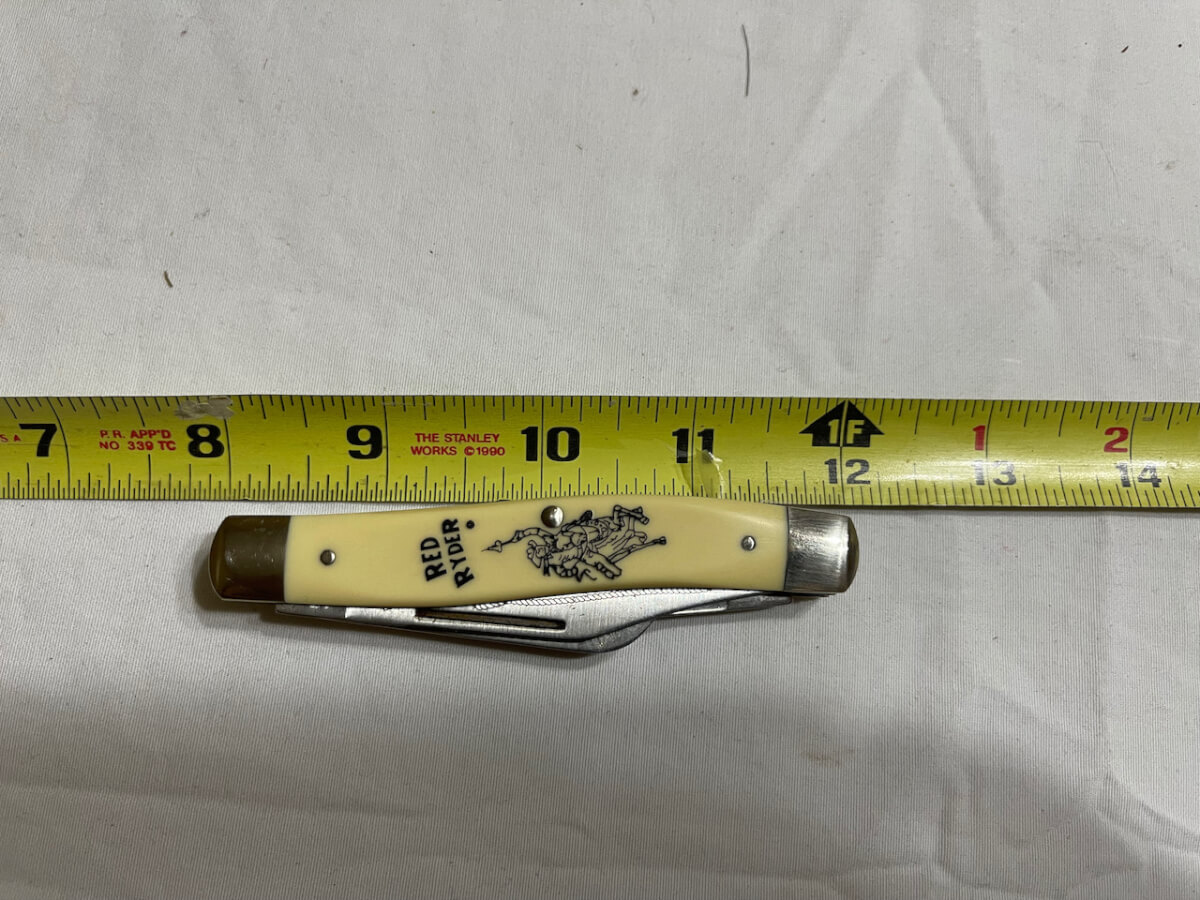 S A 7 P. R. APP'D 8 9 THE STANLEY 10 11 1 F 1 2
NO 339 TC WORKS ©1990 12 13 14
RED
RYDER